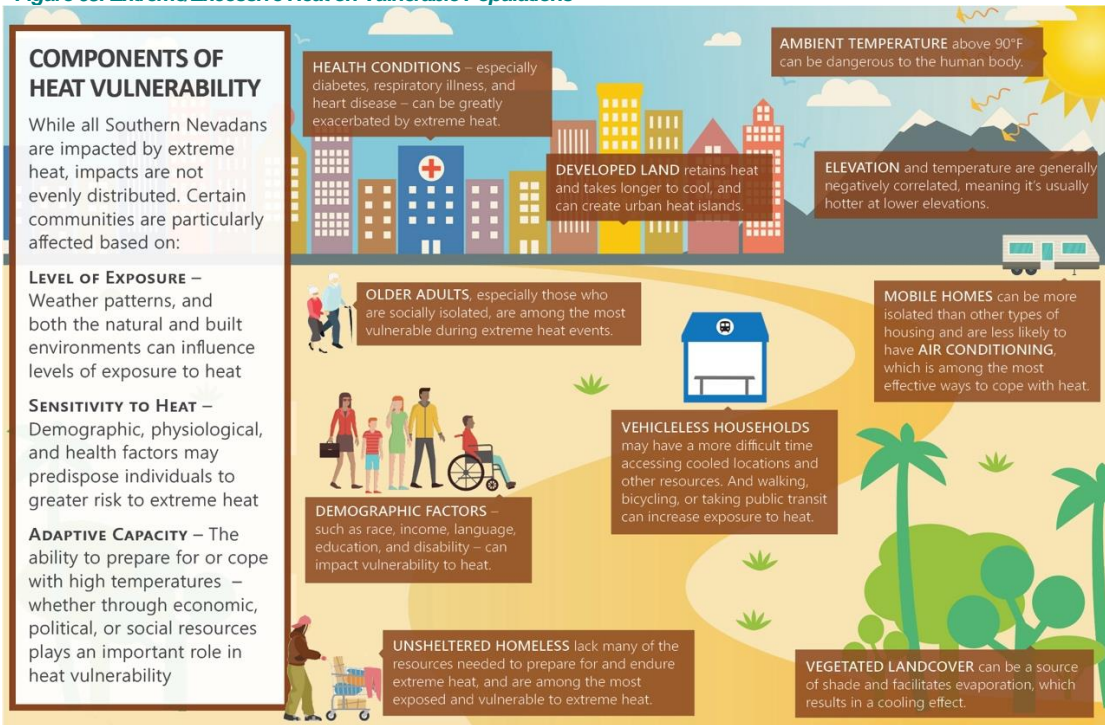 COMPONENTS OF
HEAT VULNERABILITY
While all Southern Nevadans
are impacted by extreme
heat, impacts are not
evenly distributed. Certain
communities are particularly
affected based on:
LEVEL OF EXPOSURE –
Weather patterns, and
both the natural and built
environments can influence
levels of exposure to heat
SENSITIVITY TO HEAT –
Demographic, physiological,
and health factors may
predispose individuals to
greater risk to extreme heat
ADAPTIVE CAPACITY – The
ability to prepare for or cope
with high temperatures –
whether through economic,
political, or social resources
plays an important role in
heat vulnerability
HEALTH CONDITIONS – especially
diabetes, respiratory illness, and
heart disease – can be greatly
exacerbated by extreme heat.
AMBIENT TEMPERATURE above 90°F
can be dangerous to the human body.
DEVELOPED LAND retains heat
and takes longer to cool, and
can create urban heat islands.
ELEVATION and temperature are generally
negatively correlated, meaning it's usually
hotter at lower elevations.
OLDER ADULTS, especially those who
are socially isolated, are among the most
vulnerable during extreme heat events.
MOBILE HOMES can be more
isolated than other types of
housing and are less likely to
have AIR CONDITIONING,
which is among the most
effective ways to cope with heat.
VEHICLELESS HOUSEHOLDS
may have a more difficult time
accessing cooled locations and
other resources. And walking,
bicycling, or taking public transit
can increase exposure to heat.
DEMOGRAPHIC FACTORS –
such as race, income, language,
education, and disability – can
impact vulnerability to heat.
UNSHELTERED HOMELESS lack many of the
resources needed to prepare for and endure
extreme heat, and are among the most
exposed and vulnerable to extreme heat.
VEGETATED LANDCOVER can be a source
of shade and facilitates evaporation, which
results in a cooling effect.